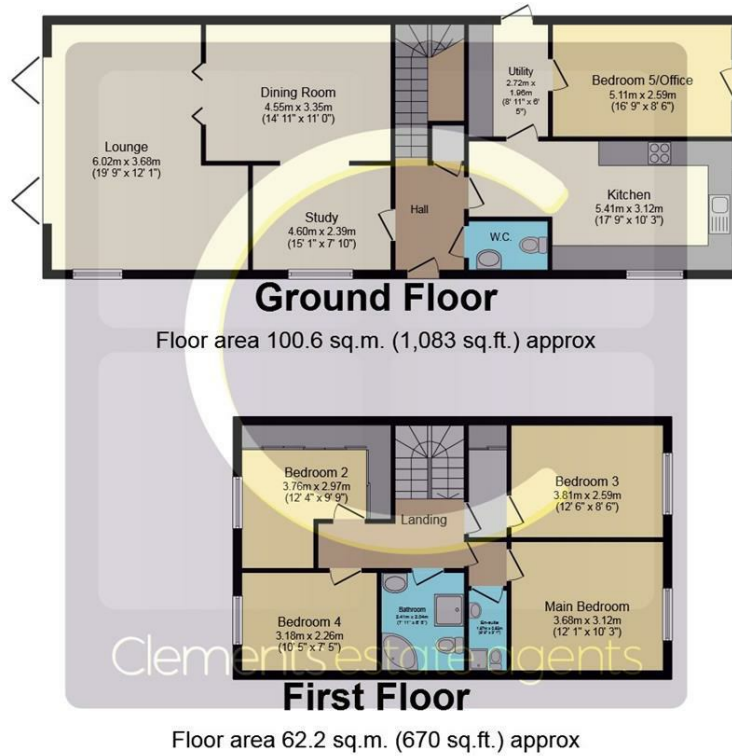 Lounge
6.02m x 3.68m
(19' 9" x 12' 1")
Dining Room
4.55m x 3.35m
(14' 11" x 11' 0")
Study
4.60m x 2.39m
(15' 1" x 7' 10")
Hall
Utility
2.72m x
1.96m
(8' 11" x 6'
5")
Bedroom 5/Office
5.11m x 2.59m
(16' 9" x 8' 6")
Kitchen
5.41m x 3.12m
(17' 9" x 10' 3")
W.C.
Ground Floor
Floor area 100.6 sq.m. (1,083 sq.ft.) approx
Bedroom 2
3.76m x 2.97m
(12' 4" x 9' 9")
Landing
Bedroom 3
3.81m x 2.59m
(12' 6" x 8' 6")
Bedroom 4
3.18m x 2.26m
(10' 5" x 7' 5")
Bathroom
En-suite
Main Bedroom
3.68m x 3.12m
(12' 1" x 10' 3")
Clements estate agents
First Floor
Floor area 62.2 sq.m. (670 sq.ft.) approx